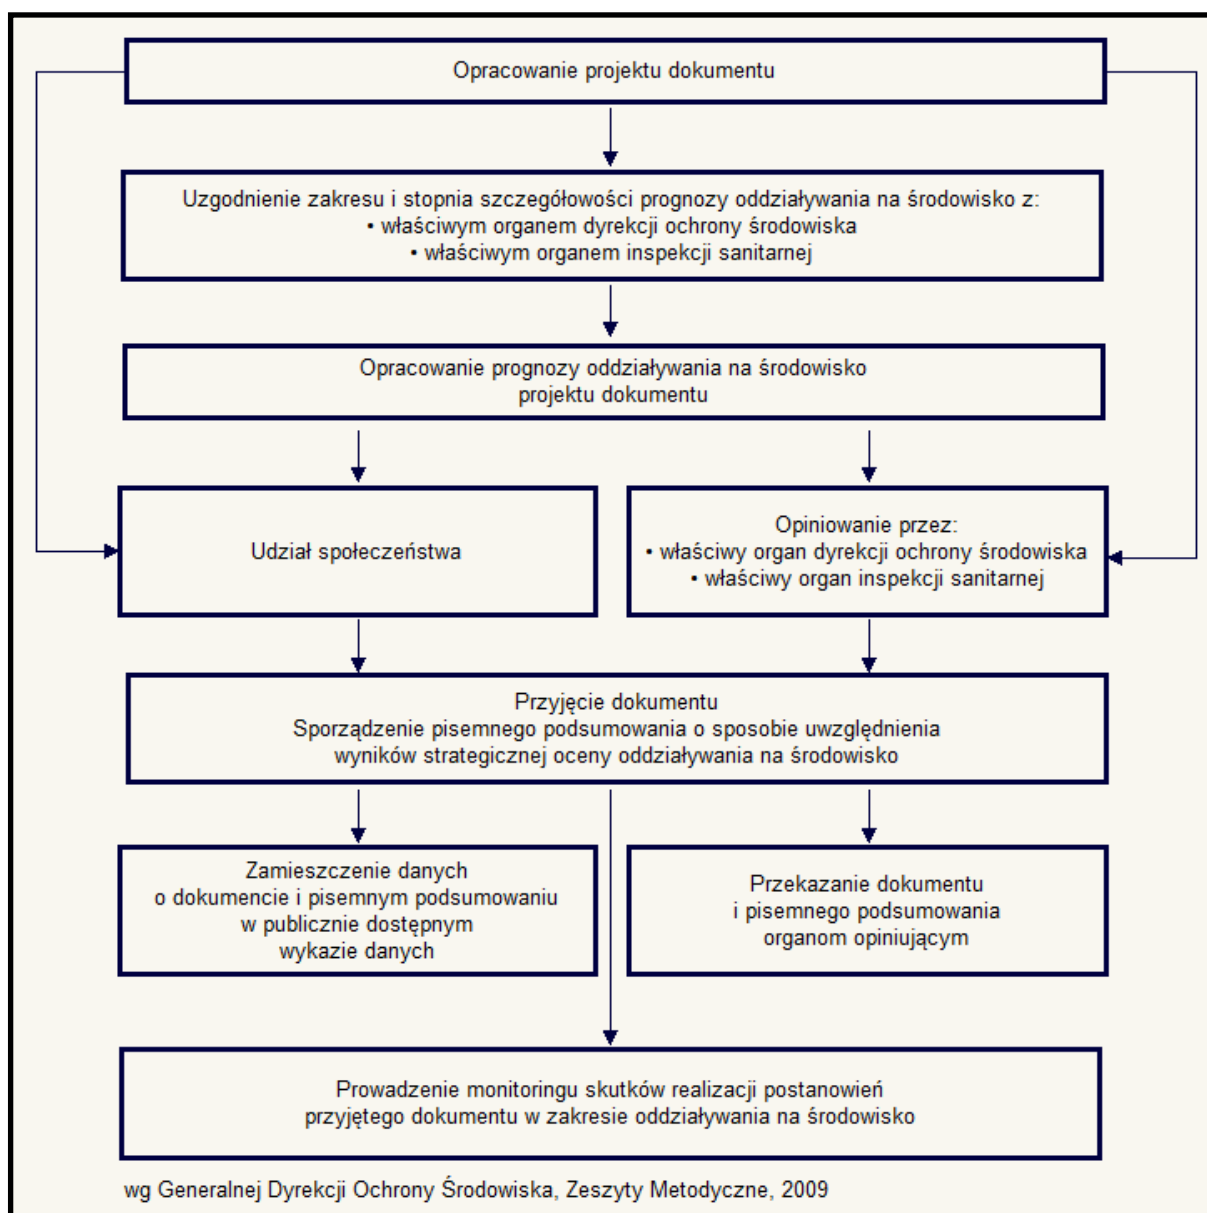 Opracowanie projektu dokumentu
Uzgodnienie zakresu i stopnia szczegółowości prognozy oddziaływania na środowisko z:
• właściwym organem dyrekcji ochrony środowiska
• właściwym organem inspekcji sanitarnej
Opracowanie prognozy oddziaływania na środowisko
projektu dokumentu
Udział społeczeństwa
Opiniowanie przez:
• właściwy organ dyrekcji ochrony środowiska
• właściwy organ inspekcji sanitarnej
Przyjęcie dokumentu
Sporządzenie pisemnego podsumowania o sposobie uwzględnienia
wyników strategicznej oceny oddziaływania na środowisko
Zamieszczenie danych
o dokumencie i pisemnym podsumowaniu
w publicznie dostępnym
wykazie danych
Przekazanie dokumentu
i pisemnego podsumowania
organom opiniującym
Prowadzenie monitoringu skutków realizacji postanowień
przyjętego dokumentu w zakresie oddziaływania na środowisko
wg Generalnej Dyrekcji Ochrony Środowiska, Zeszyty Metodyczne, 2009